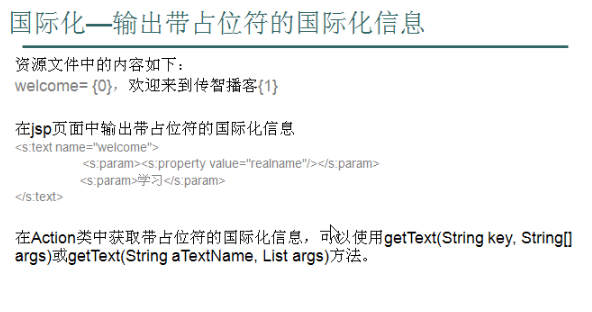 国际化—输出带占位符的国际化信息
资源文件中的内容如下：
welcome= {0}，欢迎来到传智播客{1}
在jsp页面中输出带占位符的国际化信息
<s:text name="welcome">
<s:param><s:property value="realname"/></s:param>
<s:param>学习</s:param>
</s:text>
在Action类中获取带占位符的国际化信息，可以使用getText(String key, String[]
args)或getText(String aTextName, List args)方法。